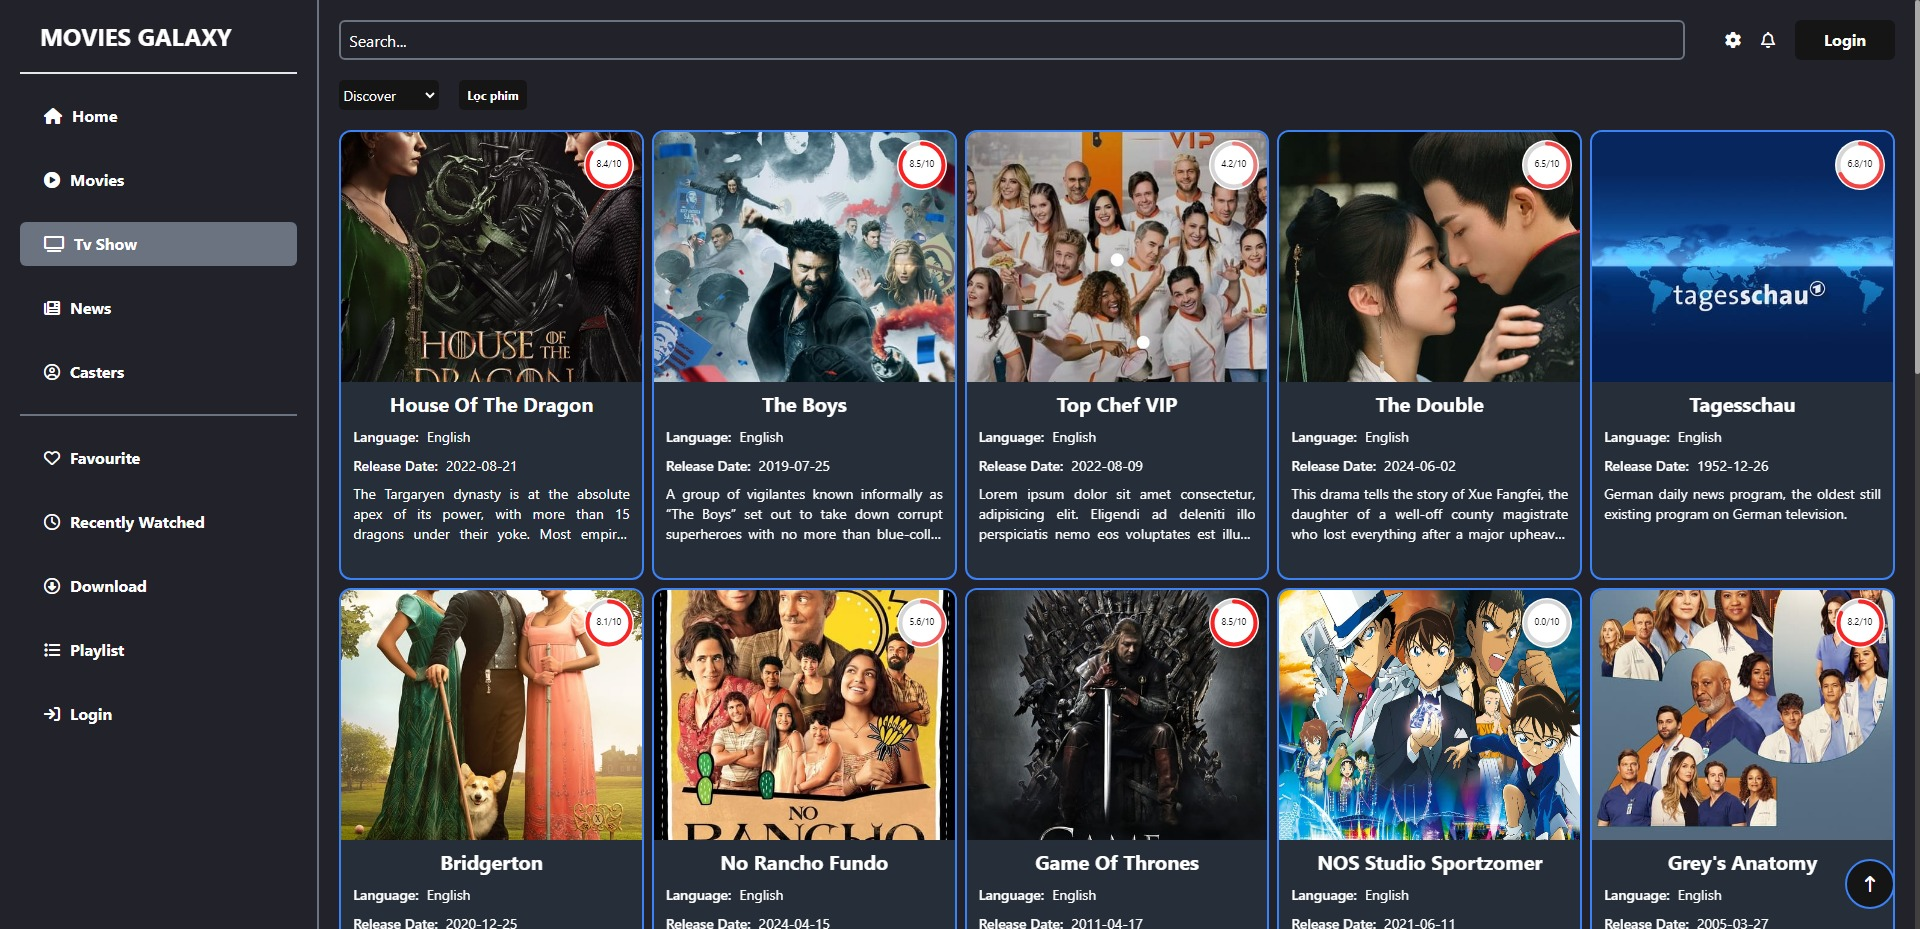 MOVIES GALAXY
Home
Movies
Tv Show
News
Casters
Favourite
Recently Watched
Download
Playlist
Login
Search...
Login
Discover
Lọc phim
8.4/10
HOUSE OF THE
DRAGON
House Of The Dragon
Language: English
Release Date: 2022-08-21
The Targaryen dynasty is at the absolute
apex of its power, with more than 15
dragons under their yoke. Most empir...
8.5/10
The Boys
Language: English
Release Date: 2019-07-25
A group of vigilantes known informally as
“The Boys” set out to take down corrupt
superheroes with no more than blue-coll...
VIP
4.2/10
Top Chef VIP
Language: English
Release Date: 2022-08-09
Lorem ipsum dolor sit amet consectetur,
adipisicing elit. Eligendi ad deleniti illo
perspiciatis nemo eos voluptates est illu...
6.5/10
The Double
Language: English
Release Date: 2024-06-02
This drama tells the story of Xue Fangfei, the
daughter of a well-off county magistrate
who lost everything after a major upheav...
6.8/10
tagesschau
Tagesschau
Language: English
Release Date: 1952-12-26
German daily news program, the oldest still
existing program on German television.
8.1/10
Bridgerton
Language: English
Release Date: 2020-12-25
5.6/10
NO
RANCHO
No Rancho Fundo
Language: English
Release Date: 2024-04-15
8.5/10
GAME
Game Of Thrones
Language: English
Release Date: 2011-04-17
0.0/10
NOS Studio Sportzomer
Language: English
Release Date: 2021-06-11
8.2/10
Grey's Anatomy
Language: English
Release Date: 2005-03-27